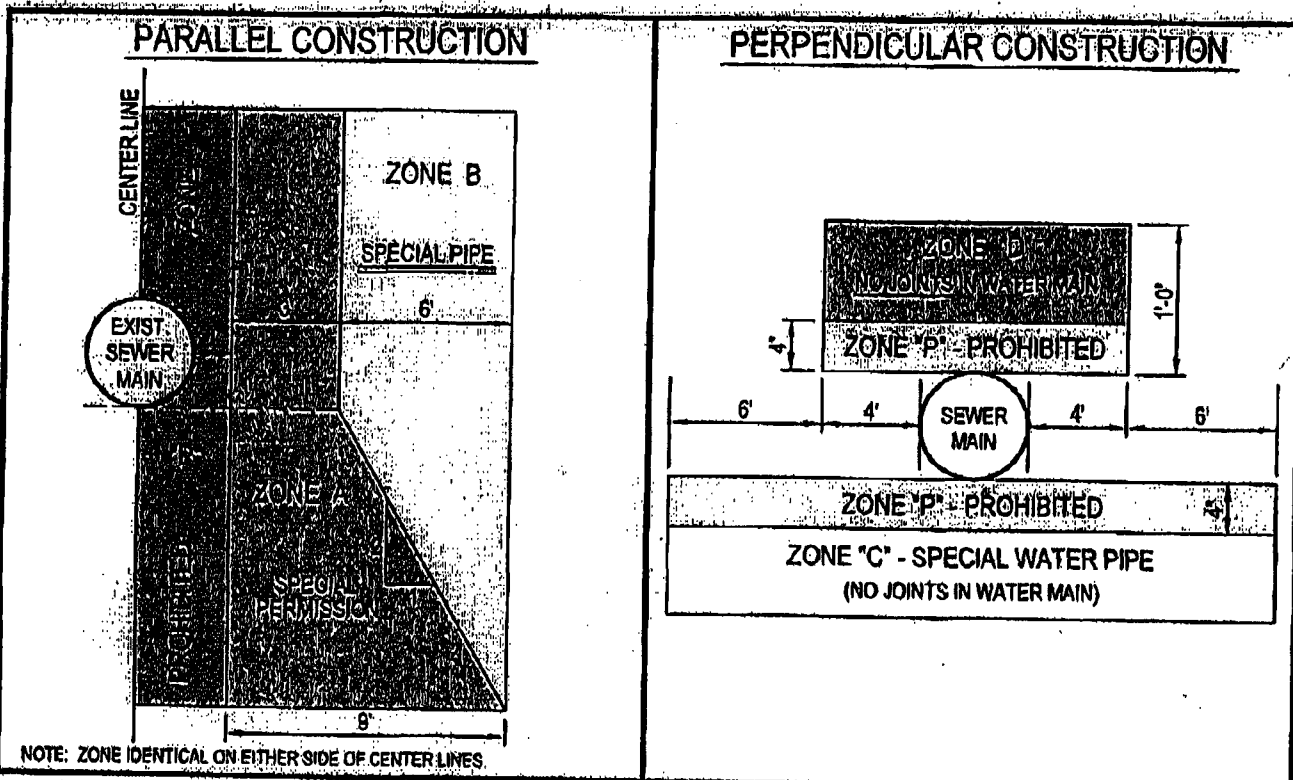 PARALLEL CONSTRUCTION
CENTER LINE
ZONE
ZONE B
SPECIAL PIPE
6'
EXIST.
SEWER
MAIN
ZONE A
SPECIAL
PERMISSION
PROHIBITED
9'
NOTE: ZONE IDENTICAL ON EITHER SIDE OF CENTER LINES.
PERPENDICULAR CONSTRUCTION
ZONE "D"
NO JOINTS IN WATER MAIN
1'-0"
4"
ZONE "P" - PROHIBITED
6'
4'
SEWER
MAIN
4'
6'
ZONE "P" - PROHIBITED
4"
ZONE "C" - SPECIAL WATER PIPE
(NO JOINTS IN WATER MAIN)